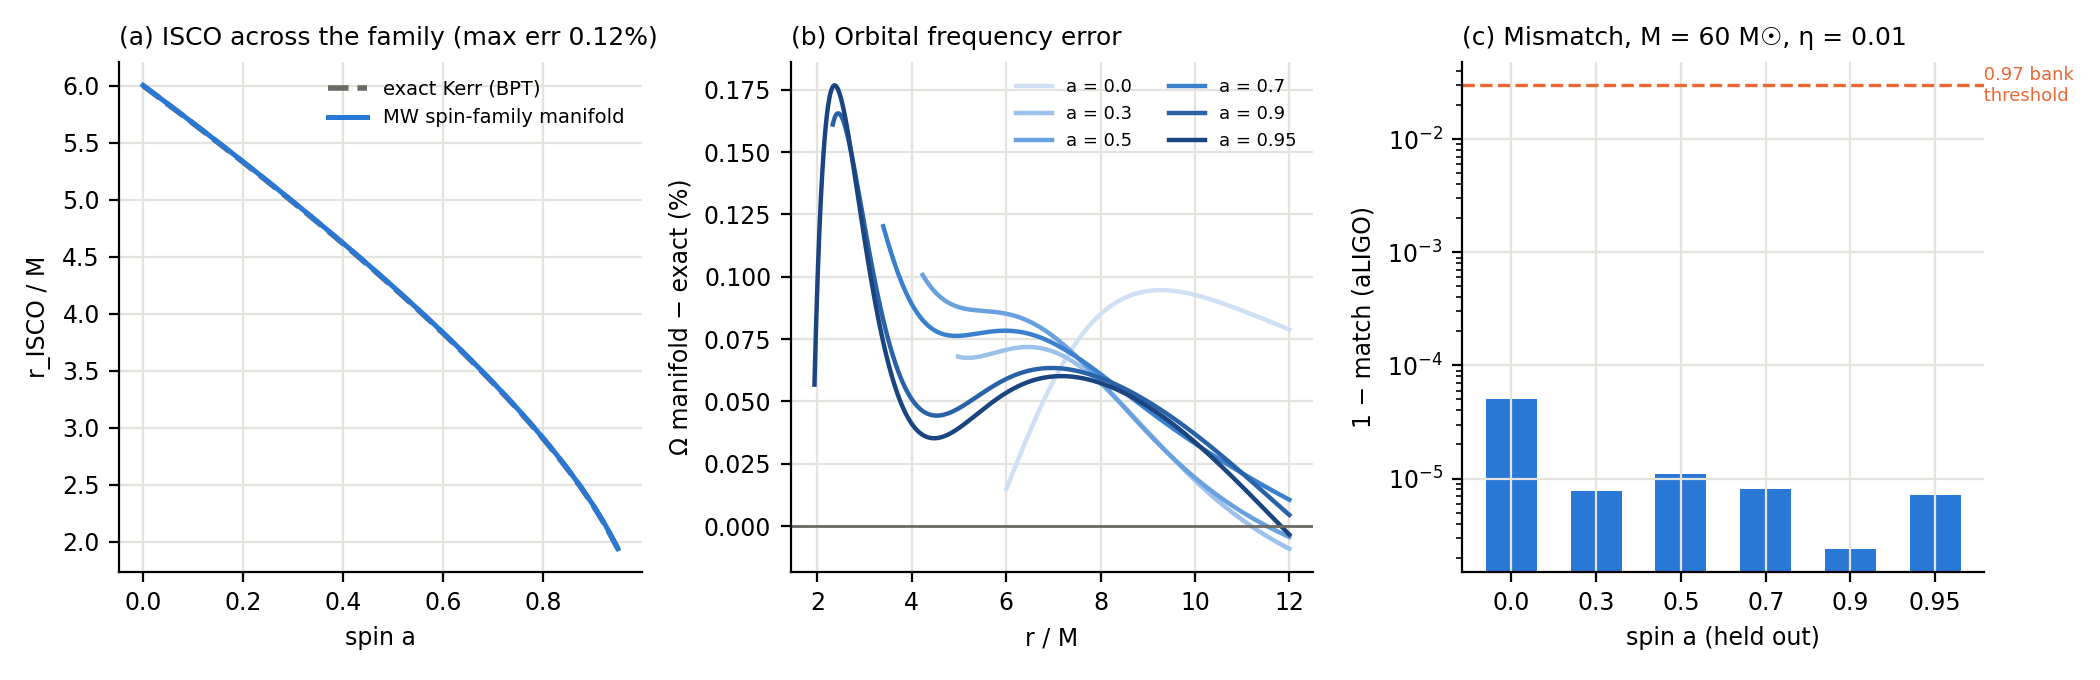 (a) ISCO across the family (max err 0.12%)
exact Kerr (BPT)
MW spin-family manifold
r_ISCO / M
6.0
5.5
5.0
4.5
4.0
3.5
3.0
2.5
2.0
0.0 0.2 0.4 0.6 0.8
spin a
(b) Orbital frequency error
a = 0.0
a = 0.3
a = 0.5
a = 0.7
a = 0.9
a = 0.95
Ω manifold − exact (%)
0.175
0.150
0.125
0.100
0.075
0.050
0.025
0.000
2 4 6 8 10 12
r / M
(c) Mismatch, M = 60 M☉, η = 0.01
0.97 bank
threshold
1 − match (aLIGO)
10⁻²
10⁻³
10⁻⁴
10⁻⁵
0.0 0.3 0.5 0.7 0.9 0.95
spin a (held out)